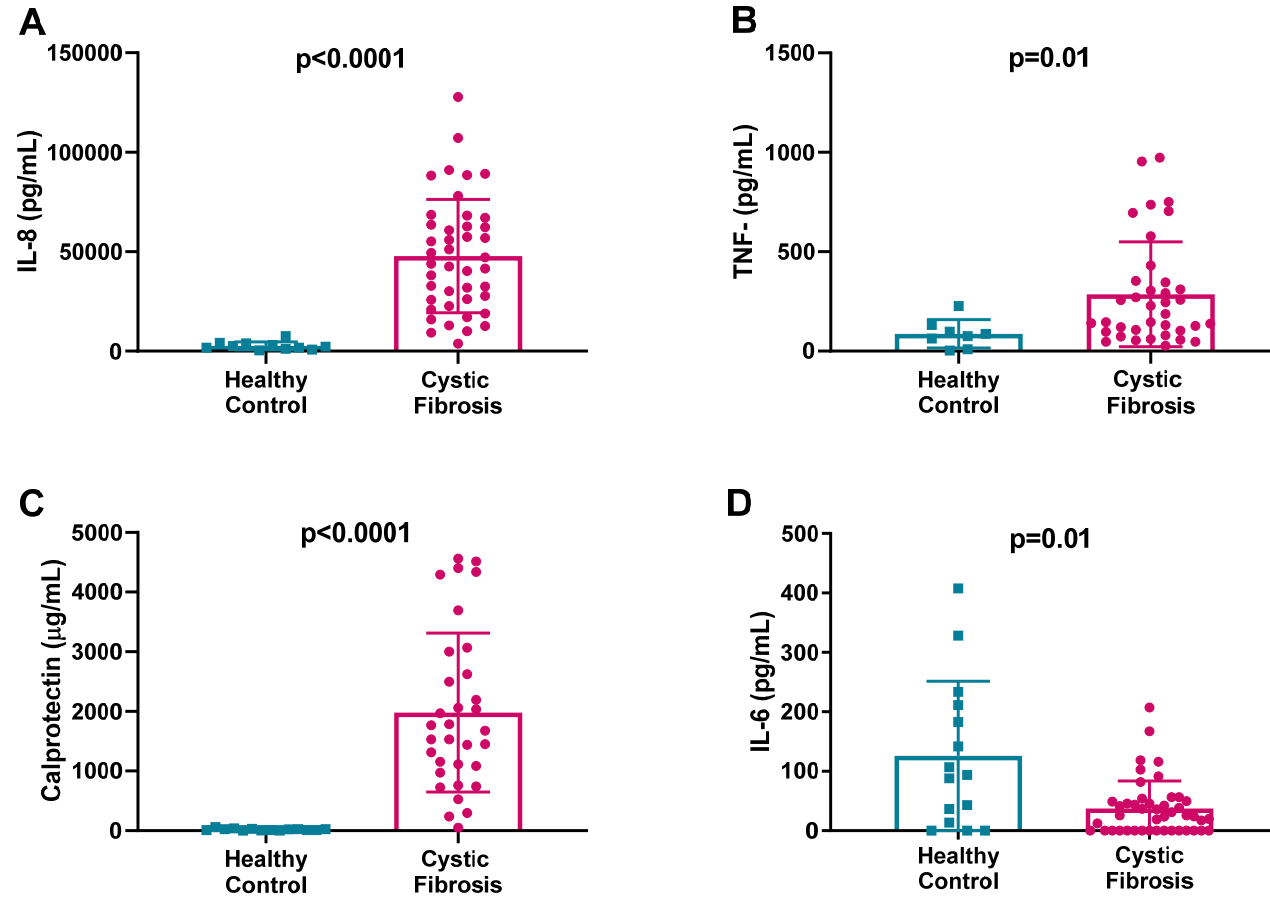 A
p<0.0001
IL-8 (pg/mL)
150000
100000
50000
0
Healthy
Control
Cystic
Fibrosis
B
p=0.01
TNF- (pg/mL)
1500
1000
500
0
Healthy
Control
Cystic
Fibrosis
C
p<0.0001
Calprotectin (μg/mL)
5000
4000
3000
2000
1000
0
Healthy
Control
Cystic
Fibrosis
D
p=0.01
IL-6 (pg/mL)
500
400
300
200
100
0
Healthy
Control
Cystic
Fibrosis